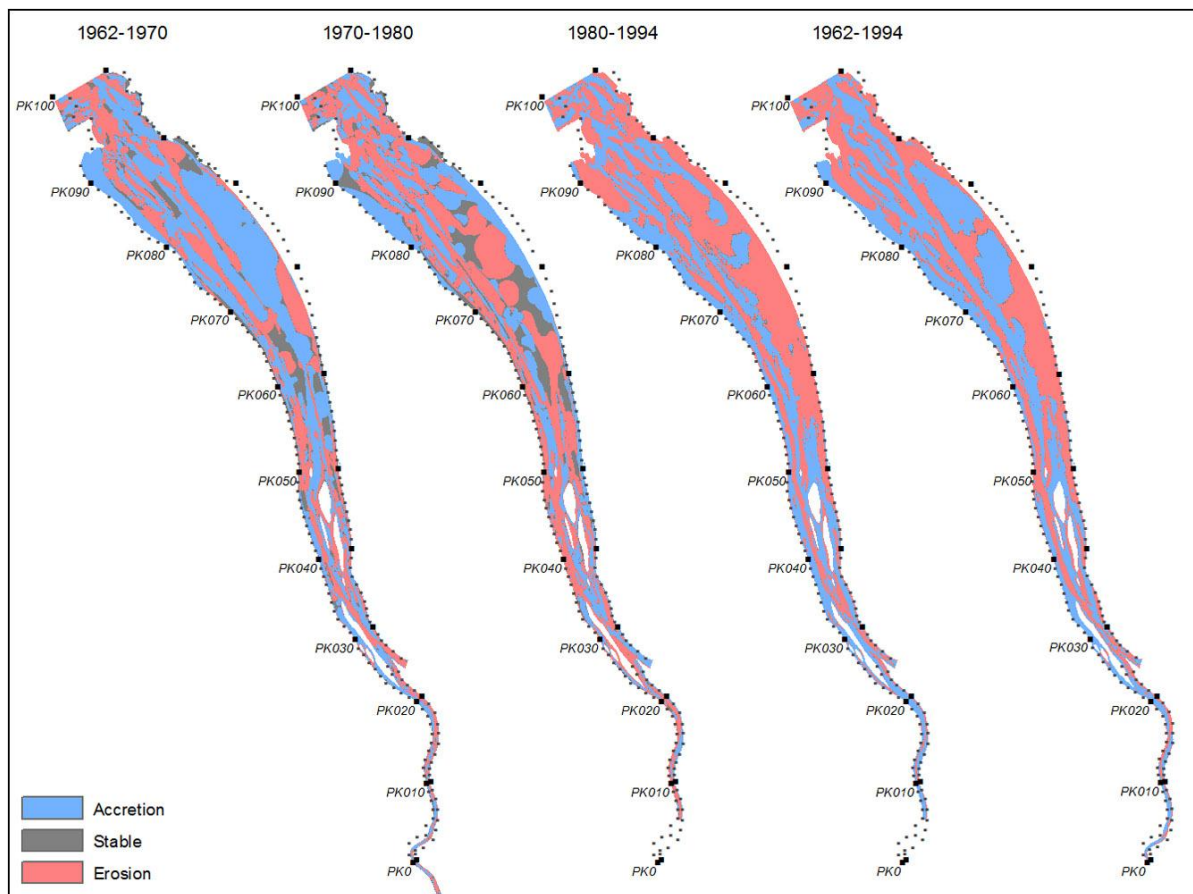 1962-1970 1970-1980 1980-1994 1962-1994
PK100 PK100 PK100 PK100
PK090 PK090 PK090 PK090
PK080 PK080 PK080 PK080
PK070 PK070 PK070 PK070
PK060 PK060 PK060 PK060
PK050 PK050 PK050 PK050
PK040 PK040 PK040 PK040
PK030 PK030 PK030 PK030
PK020 PK020 PK020 PK020
PK010 PK010 PK010 PK010
PK0 PK0 PK0 PK0
Accretion
Stable
Erosion